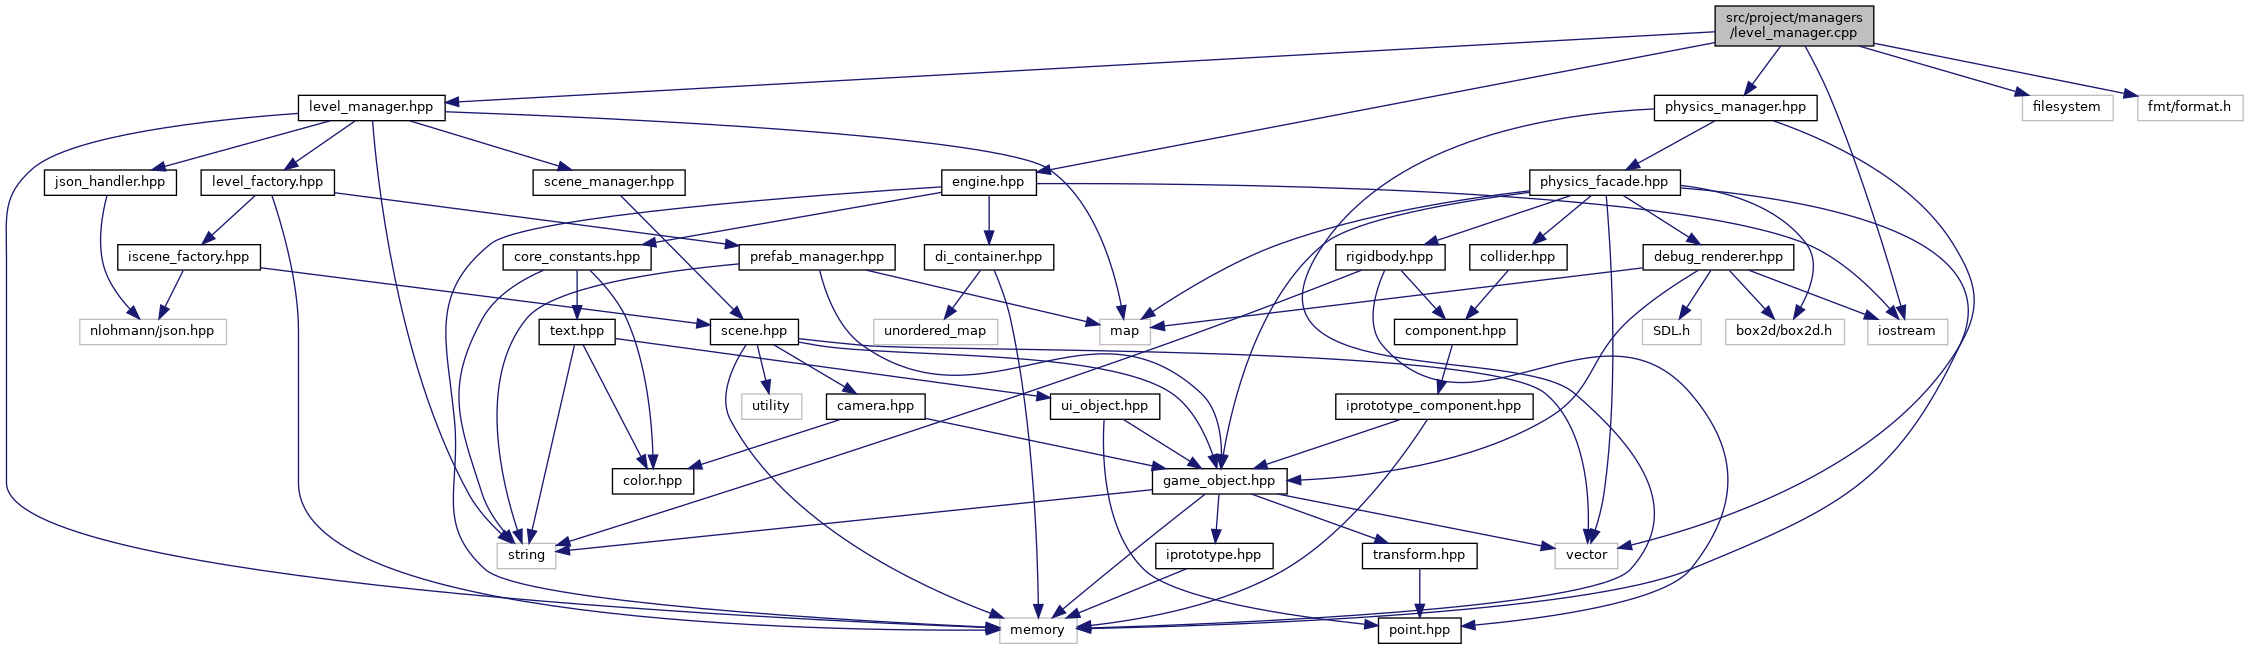 src/project/managers
/level_manager.cpp
level_manager.hpp
physics_manager.hpp
filesystem
fmt/format.h
json_handler.hpp
level_factory.hpp
scene_manager.hpp
engine.hpp
physics_facade.hpp
iscene_factory.hpp
core_constants.hpp
prefab_manager.hpp
di_container.hpp
rigidbody.hpp
collider.hpp
debug_renderer.hpp
nlohmann/json.hpp
text.hpp
scene.hpp
unordered_map
map
component.hpp
SDL.h
box2d/box2d.h
iostream
utility
camera.hpp
ui_object.hpp
iprototype_component.hpp
color.hpp
game_object.hpp
string
iprototype.hpp
transform.hpp
vector
memory
point.hpp